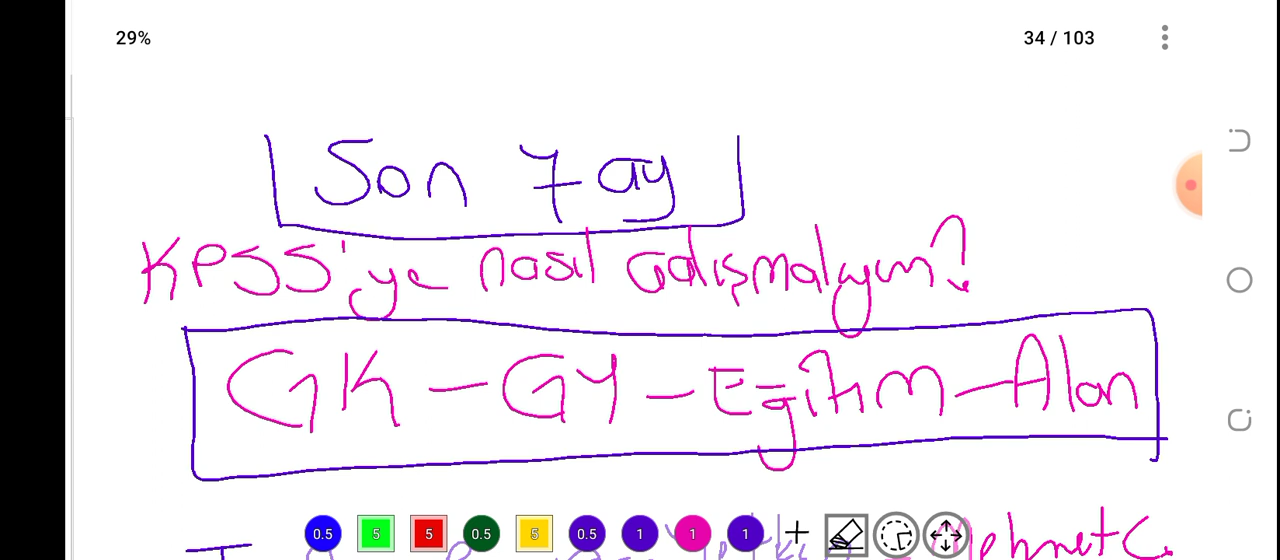 29%
34 / 103
Son 7 ay
KPSS'ye nasıl çalışmalıyım?
GK - GY - Eğitim - Alan
0.5 5 5 0.5 5 0.5 1 1 1 +